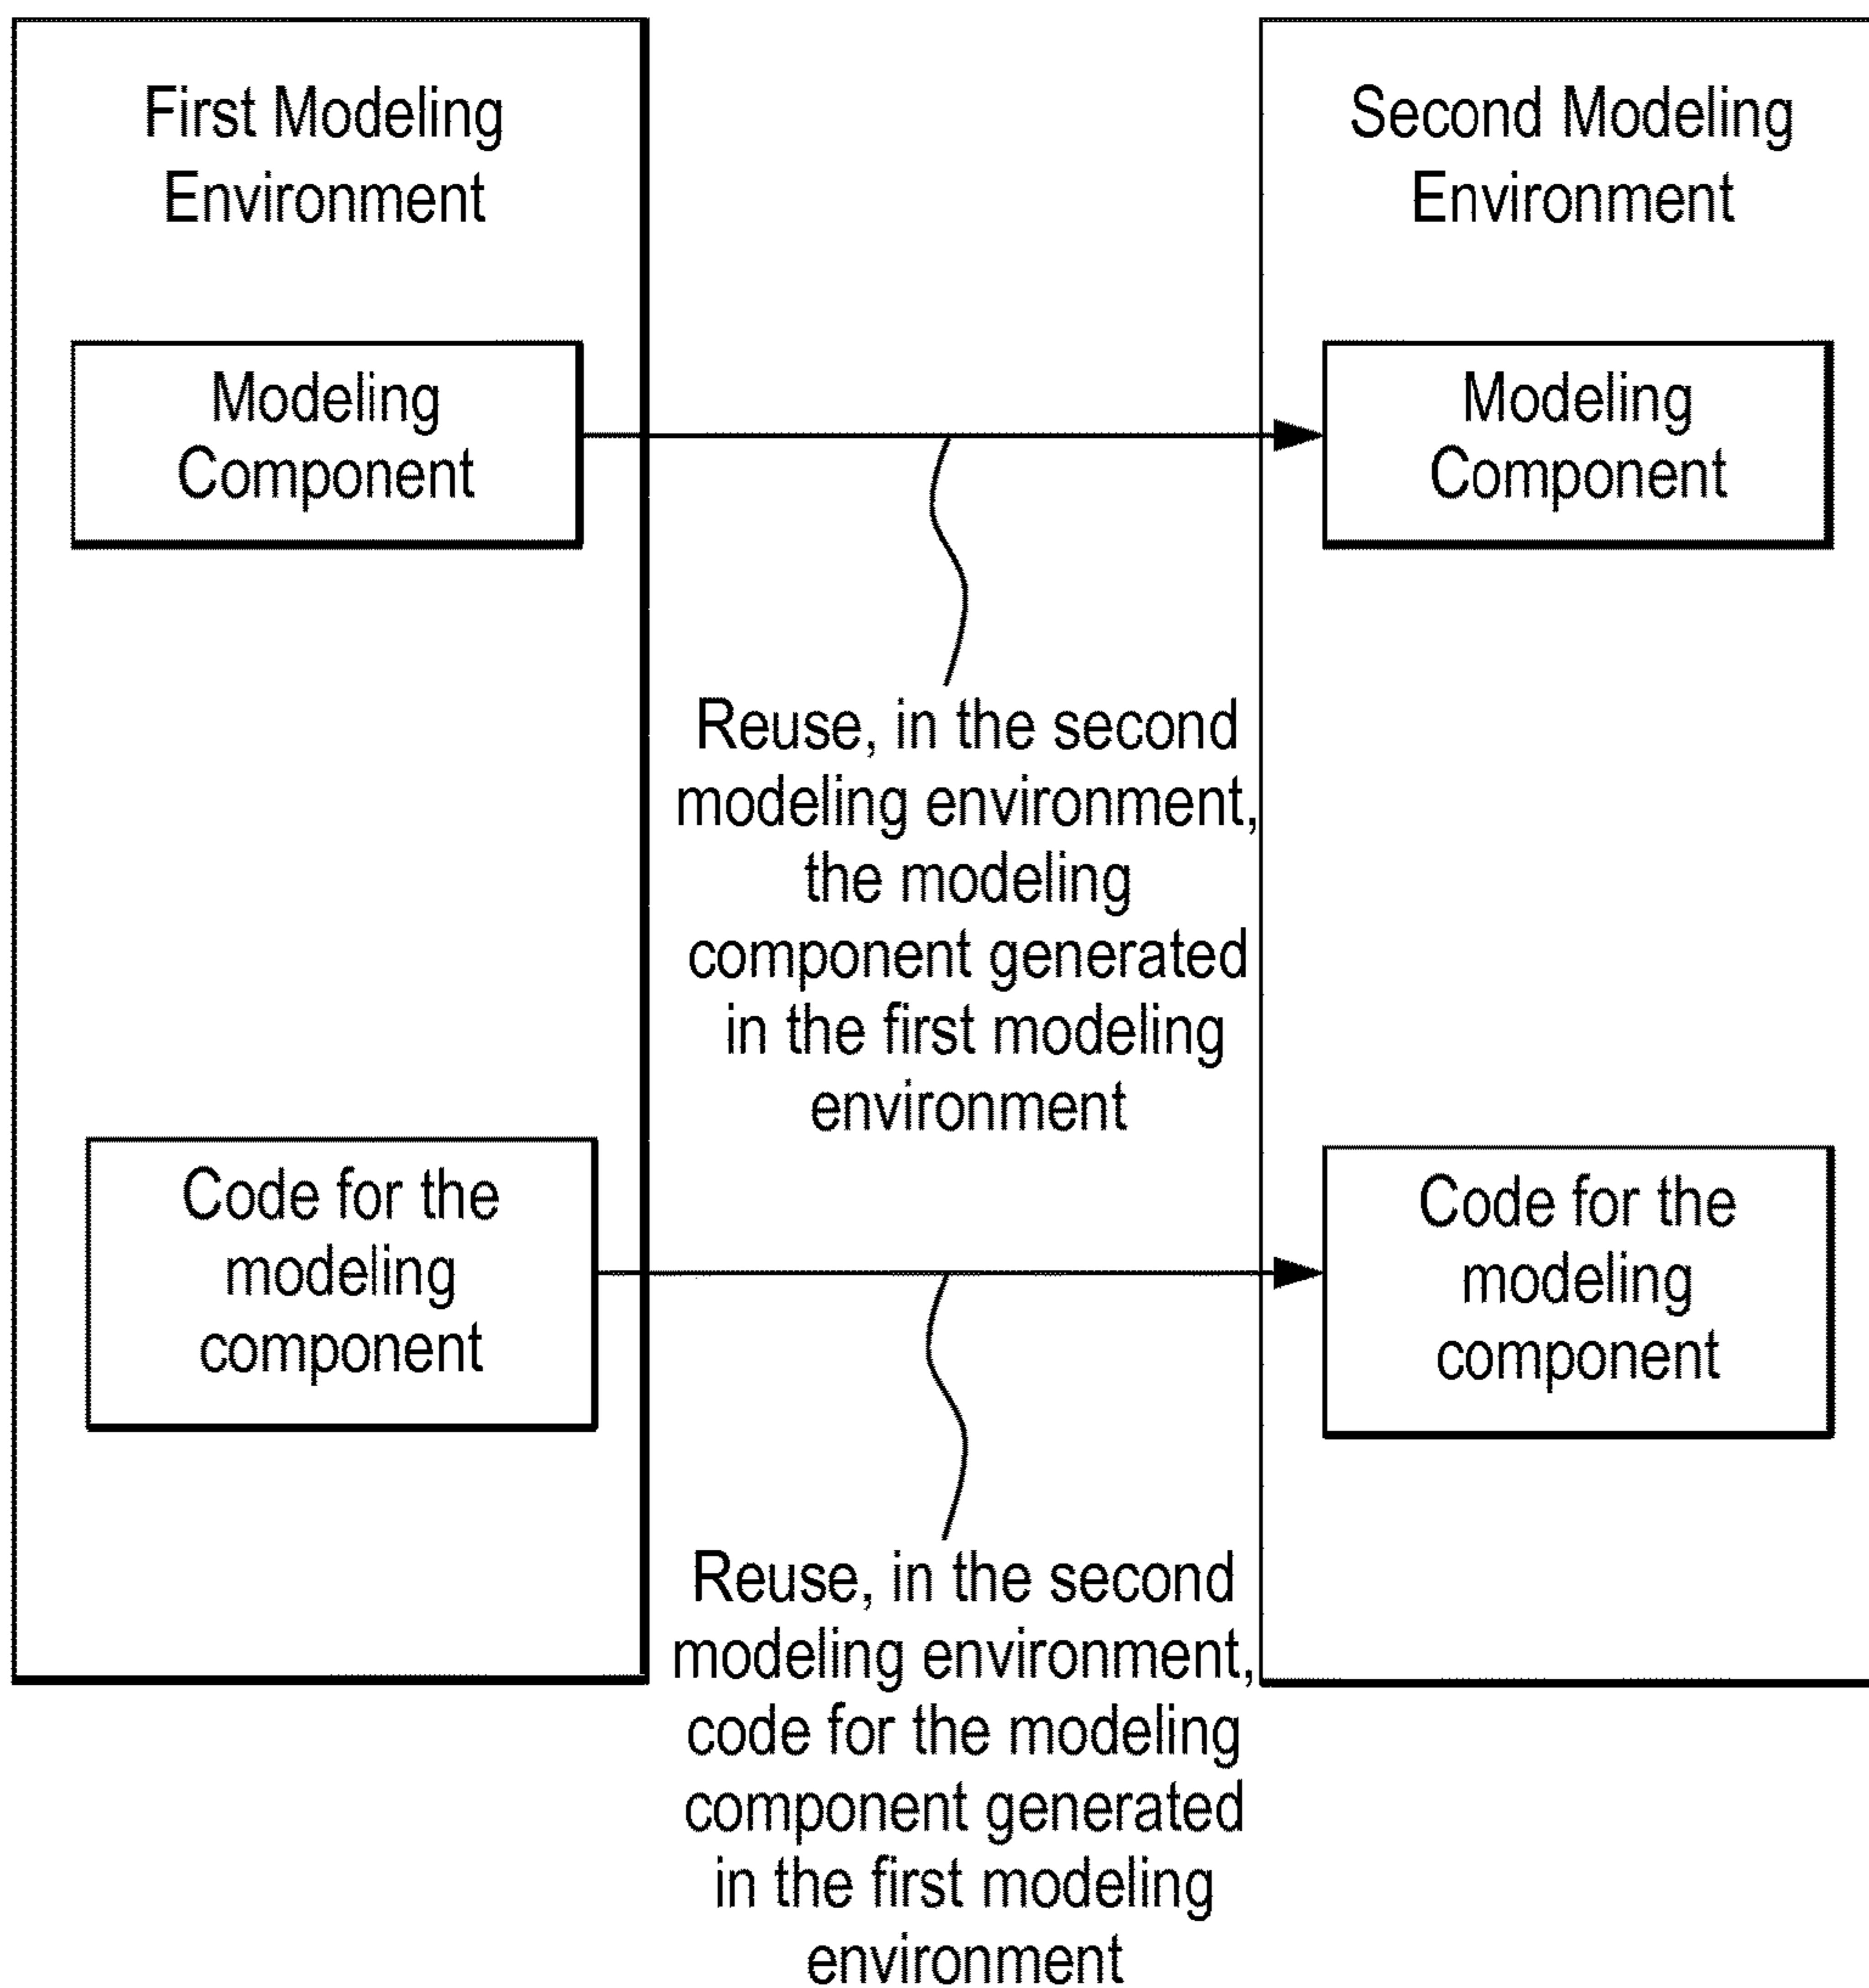 First Modeling
Environment
Modeling
Component
Code for the
modeling
component
Reuse, in the second
modeling environment,
the modeling
component generated
in the first modeling
environment
Reuse, in the second
modeling environment,
code for the modeling
component generated
in the first modeling
environment
Second Modeling
Environment
Modeling
Component
Code for the
modeling
component